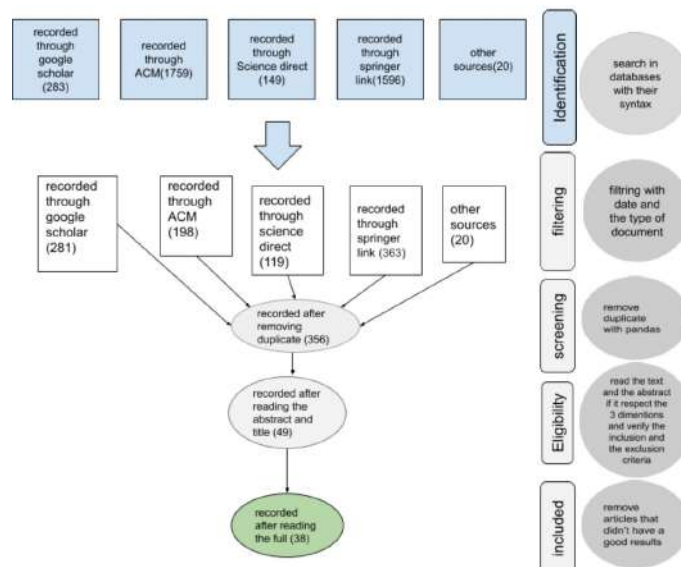 recorded
through
google
scholar
(283)
recorded
through
ACM(1759)
recorded
through
Science direct
(149)
recorded
through
springer
link(1596)
other
sources(20)
Identification
search in
databases
with their
syntax
recorded
through
google
scholar
(281)
recorded
through
ACM
(198)
recorded
through
science
direct
(119)
recorded
through
springer
link (363)
other
sources
(20)
filtering
filtring with
date and
the type of
document
recorded after
removing
duplicate (356)
screening
remove
duplicate
with pandas
recorded after
reading the
abstract and
title (49)
Eligibility
read the text
and the abstract
if it respect the
3 dimentions
and verify the
inclusion and
the exclusion
criteria
recorded
after reading
the full (38)
included
remove
articles that
didn't have a
good results